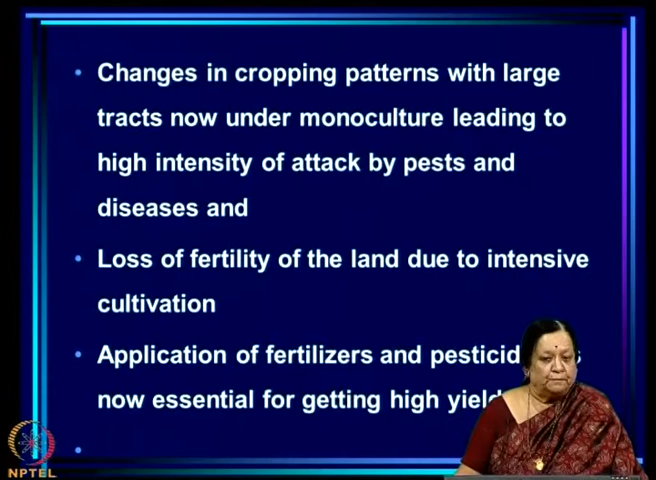 Changes in cropping patterns with large
tracts now under monoculture leading to
high intensity of attack by pests and
diseases and
Loss of fertility of the land due to intensive
cultivation
Application of fertilizers and
now essential for getting high
NPTEL